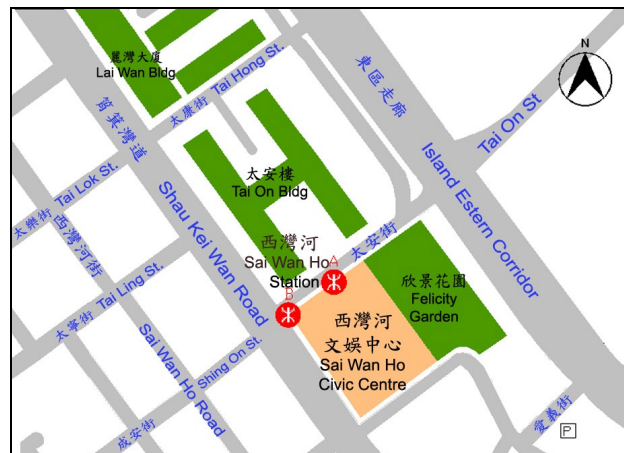 麗灣大廈
Lai Wan Bldg
太康街 Tai Hong St.
東區走廊
N
筲箕灣道
Tai On St
Island Estern Corridor
太安樓
Tai On Bldg
太樂街 Tai Lok St.
西灣河街
Shau Kei Wan Road
西灣河
Sai Wan Ho
Station
A
太安街
B
欣景花園
Felicity
Garden
太寧街 Tai Ling St.
Sai Wan Ho Road
西灣河
文娛中心
Sai Wan Ho
Civic Centre
成安街 Shing On St.
愛義街
P